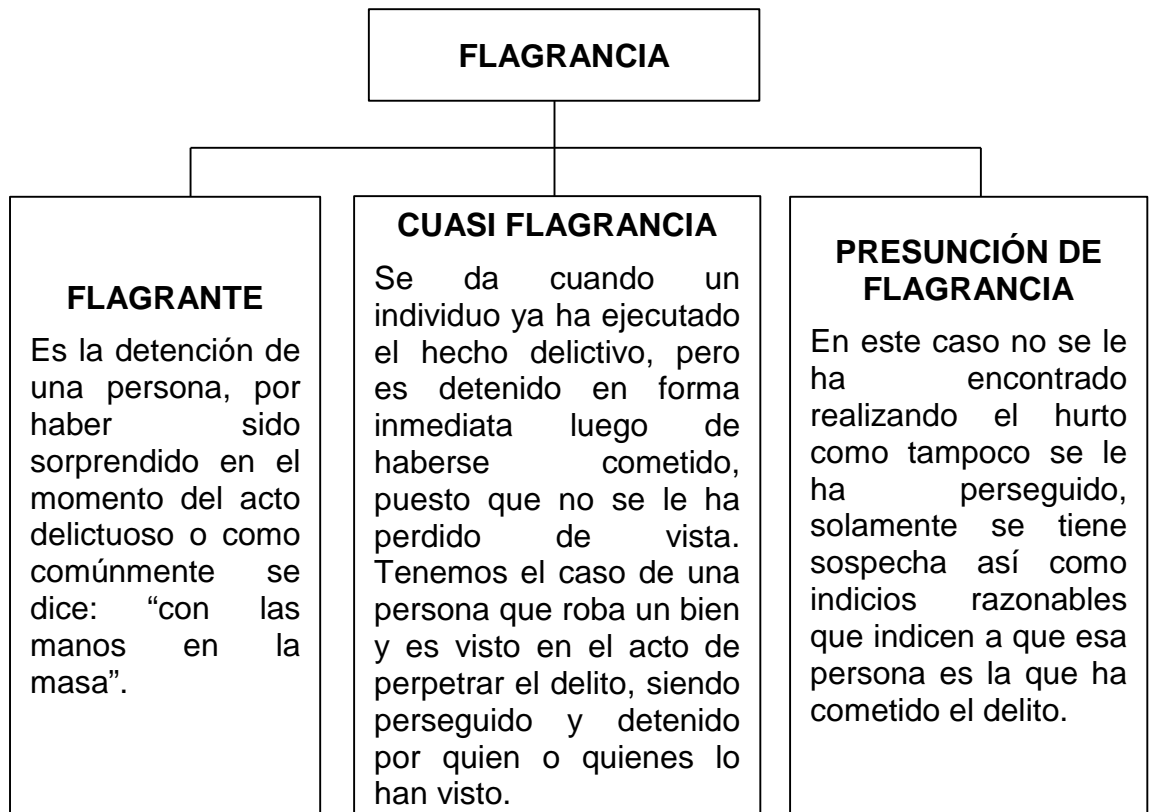 FLAGRANCIA
FLAGRANTE
Es la detención de
una persona, por
haber sido
sorprendido en el
momento del acto
delictuoso o como
comúnmente se
dice: “con las
manos en la
masa”.
CUASI FLAGRANCIA
Se da cuando un
individuo ya ha ejecutado
el hecho delictivo, pero
es detenido en forma
inmediata luego de
haberse cometido,
puesto que no se le ha
perdido de vista.
Tenemos el caso de una
persona que roba un bien
y es visto en el acto de
perpetrar el delito, siendo
perseguido y detenido
por quien o quienes lo
han visto.
PRESUNCIÓN DE
FLAGRANCIA
En este caso no se le
ha encontrado
realizando el hurto
como tampoco se le
ha perseguido,
solamente se tiene
sospecha así como
indicios razonables
que indicen a que esa
persona es la que ha
cometido el delito.